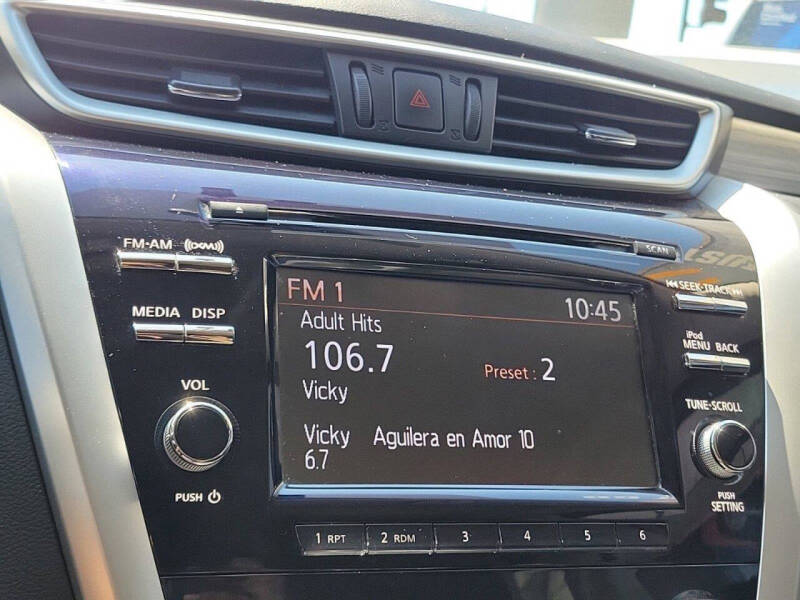 SCAN
FM·AM XM
SEEK·TRACK
FM 1 10:45
MEDIA DISP
Adult Hits
iPod
MENU BACK
106.7 Preset : 2
VOL
Vicky
TUNE·SCROLL
Vicky Aguilera en Amor 10
6.7
PUSH
PUSH
SETTING
1 RPT 2 RDM 3 4 5 6